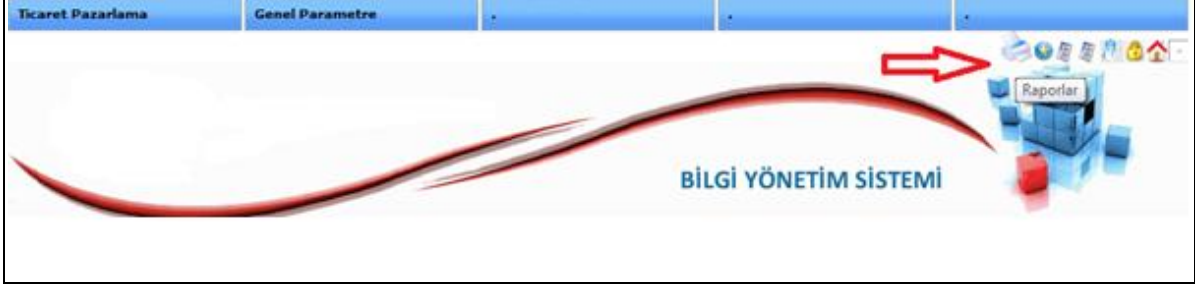 Ticaret Pazarlama Genel Parametre . . .
Raporlar
BİLGİ YÖNETİM SİSTEMİ